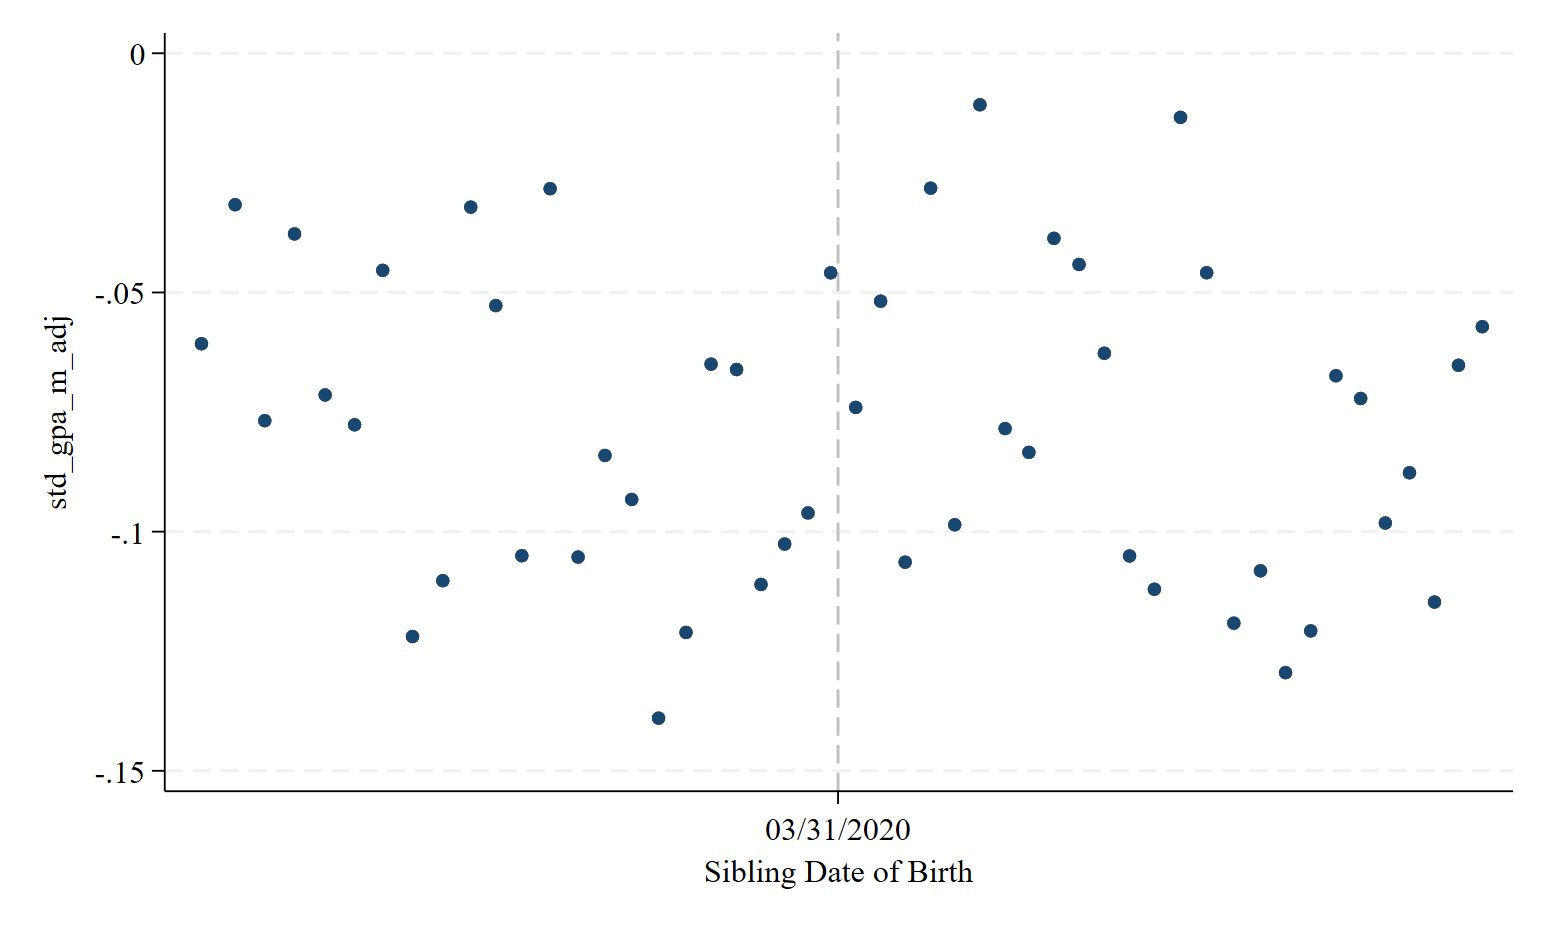 0
-.05
-.1
-.15
std_gpa_m_adj
03/31/2020
Sibling Date of Birth